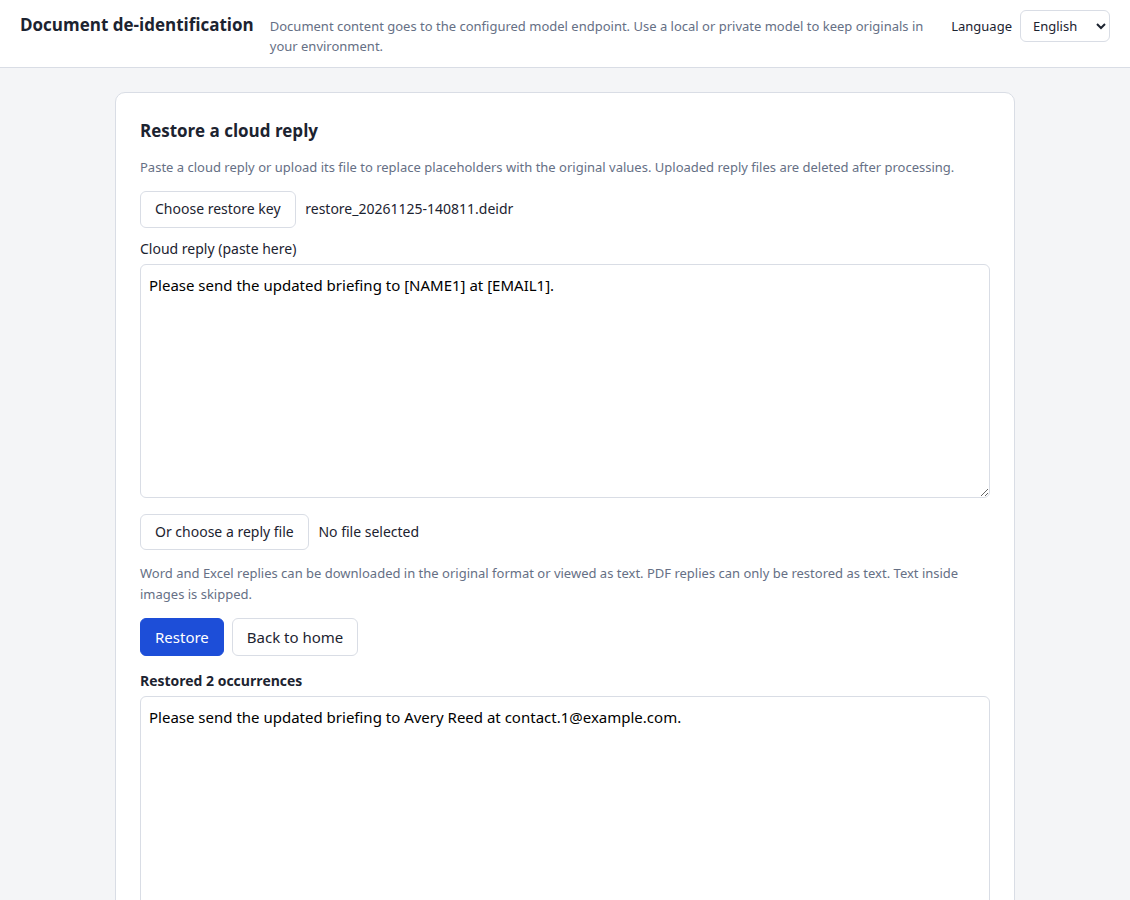 Document de-identification
Document content goes to the configured model endpoint. Use a local or private model to keep originals in
your environment.
Language
English
Restore a cloud reply
Paste a cloud reply or upload its file to replace placeholders with the original values. Uploaded reply files are deleted after processing.
Choose restore key
restore_20261125-140811.deidr
Cloud reply (paste here)
Please send the updated briefing to [NAME1] at [EMAIL1].
Or choose a reply file
No file selected
Word and Excel replies can be downloaded in the original format or viewed as text. PDF replies can only be restored as text. Text inside
images is skipped.
Restore
Back to home
Restored 2 occurrences
Please send the updated briefing to Avery Reed at contact.1@example.com.